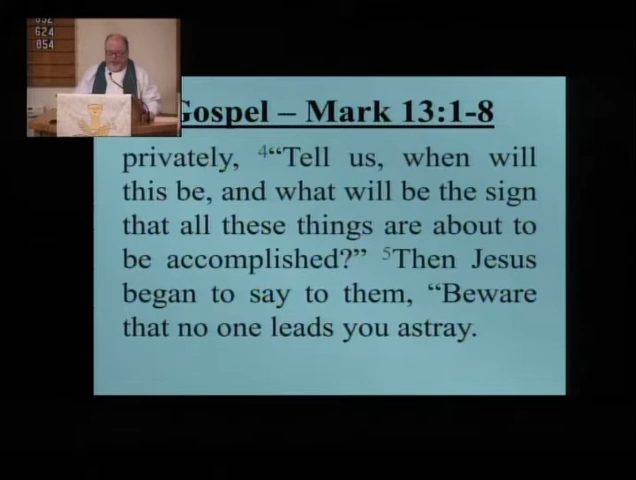 624
854
Gospel – Mark 13:1-8
privately, 4“Tell us, when will
this be, and what will be the sign
that all these things are about to
be accomplished?” 5Then Jesus
began to say to them, “Beware
that no one leads you astray.